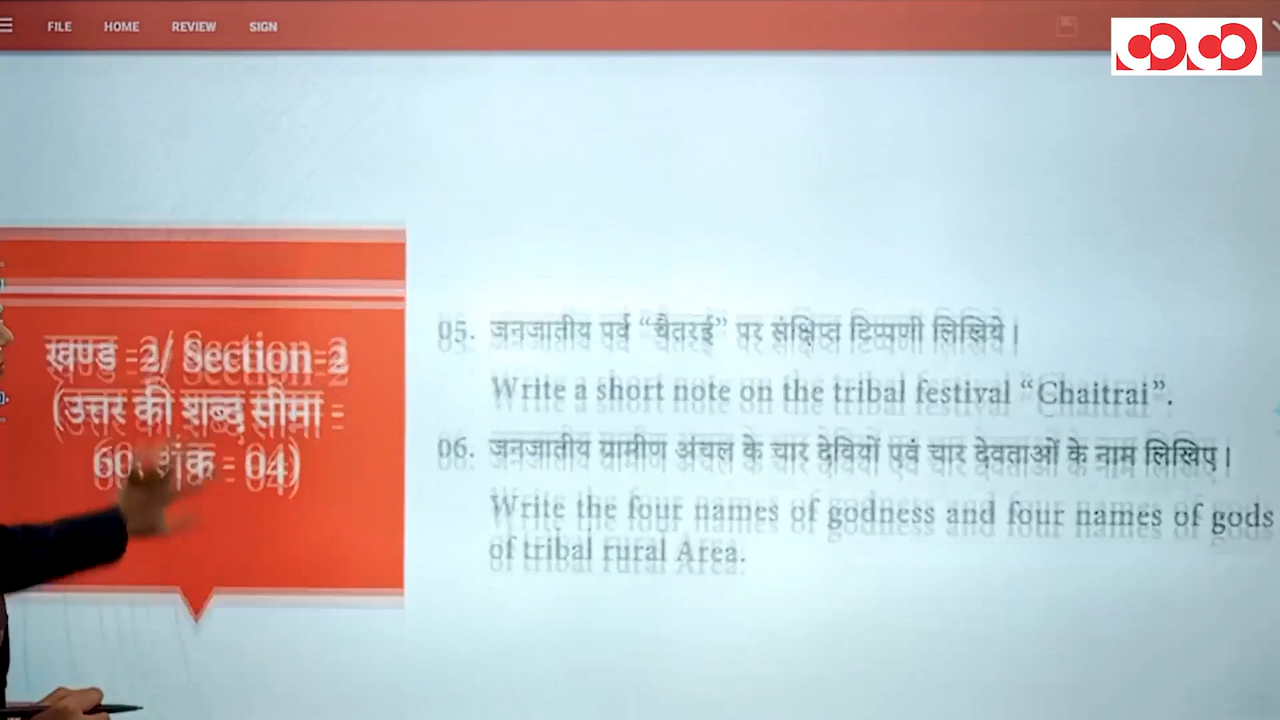 FILE HOME REVIEW SIGN
खण्ड -2/ Section-2
(उत्तर की शब्द सीमा -
60, अंक - 04)
05. जनजातीय पर्व “चैतरई” पर संक्षिप्त टिप्पणी लिखिये।
Write a short note on the tribal festival “Chaitrai”.
06. जनजातीय ग्रामीण अंचल के चार देवियों एवं चार देवताओं के नाम लिखिए।
Write the four names of godness and four names of gods
of tribal rural Area.